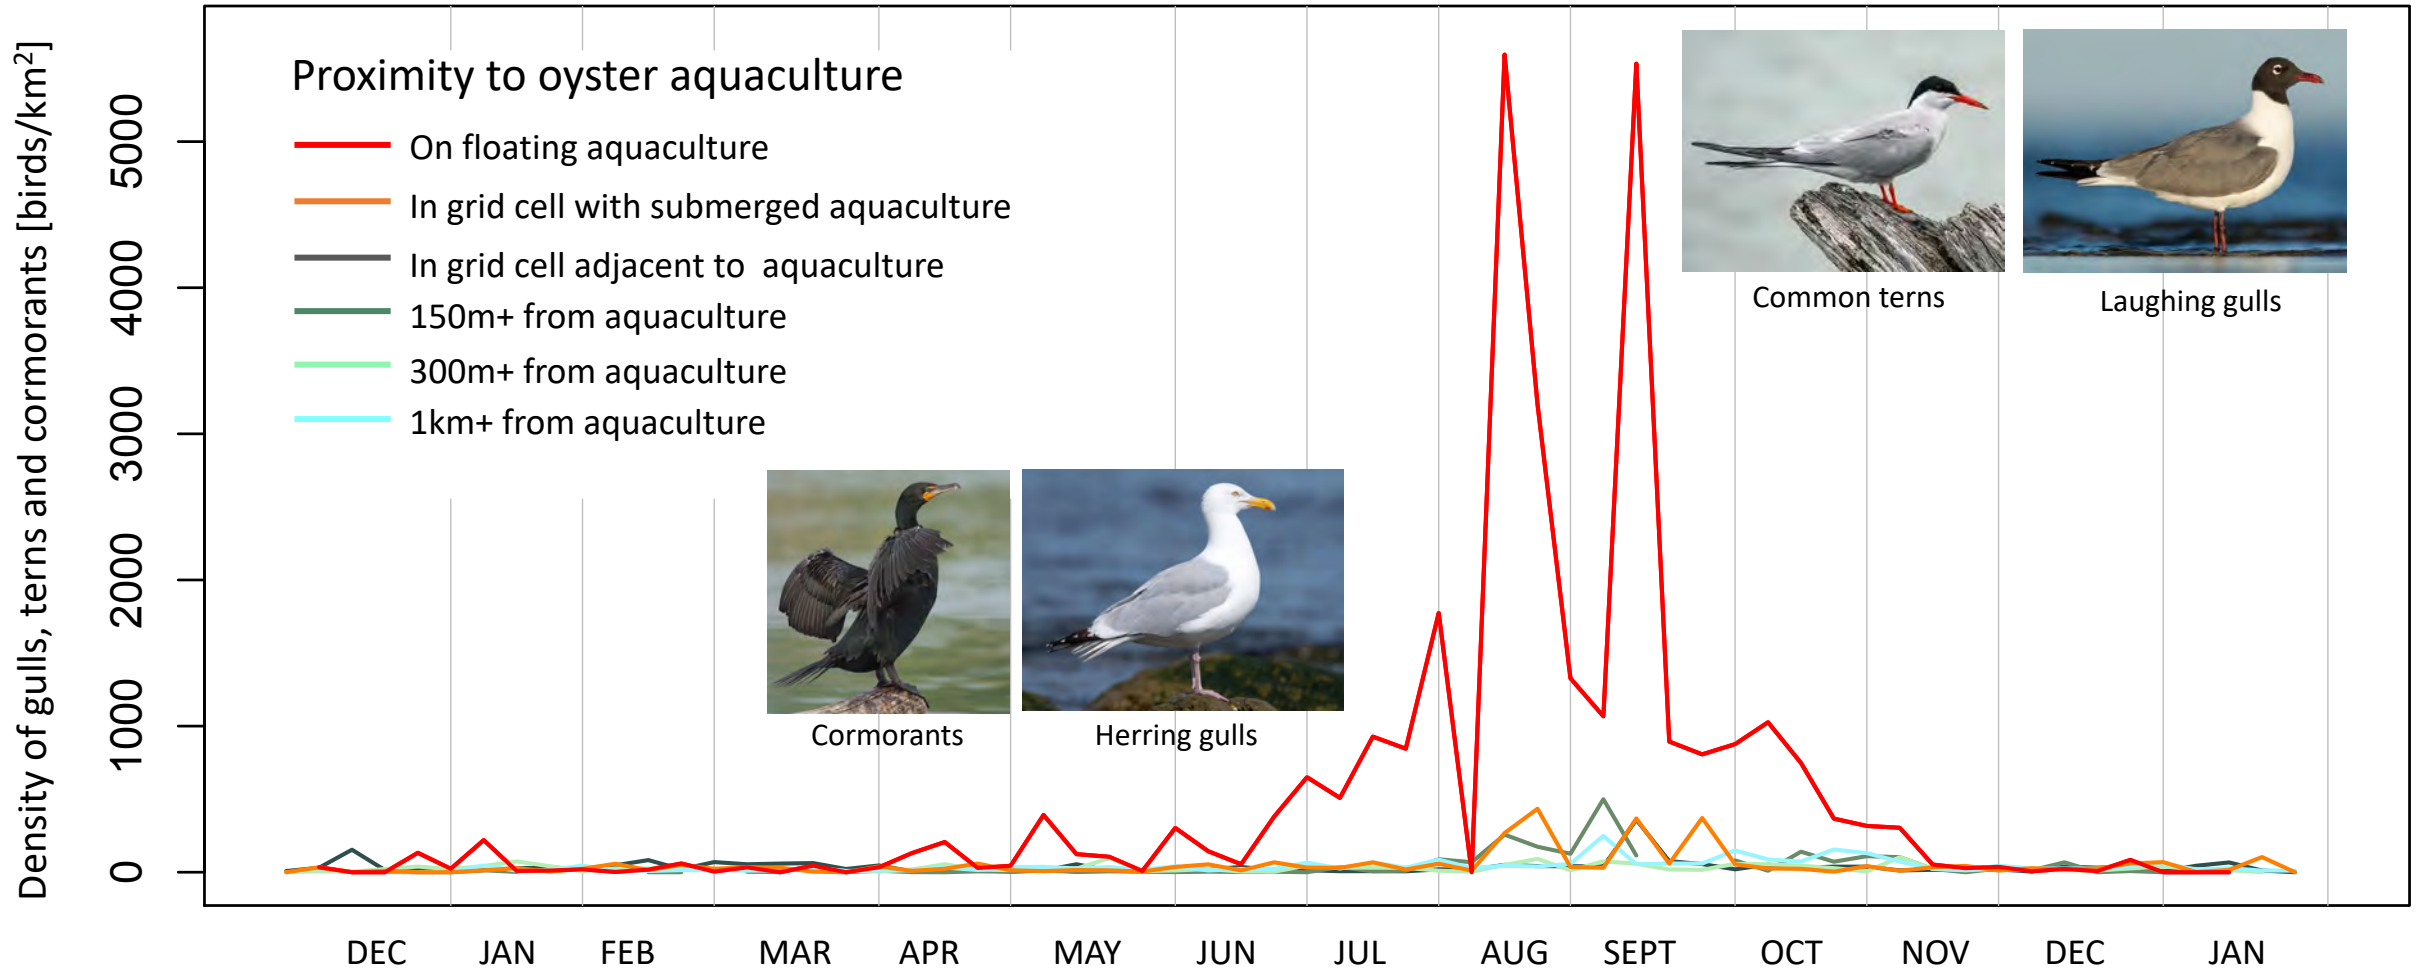 Density of gulls, terns and cormorants [birds/km²]
5000
4000
3000
2000
1000
0
Proximity to oyster aquaculture
On floating aquaculture
In grid cell with submerged aquaculture
In grid cell adjacent to aquaculture
150m+ from aquaculture
300m+ from aquaculture
1km+ from aquaculture
Common terns
Laughing gulls
Cormorants
Herring gulls
DEC JAN FEB MAR APR MAY JUN JUL AUG SEPT OCT NOV DEC JAN